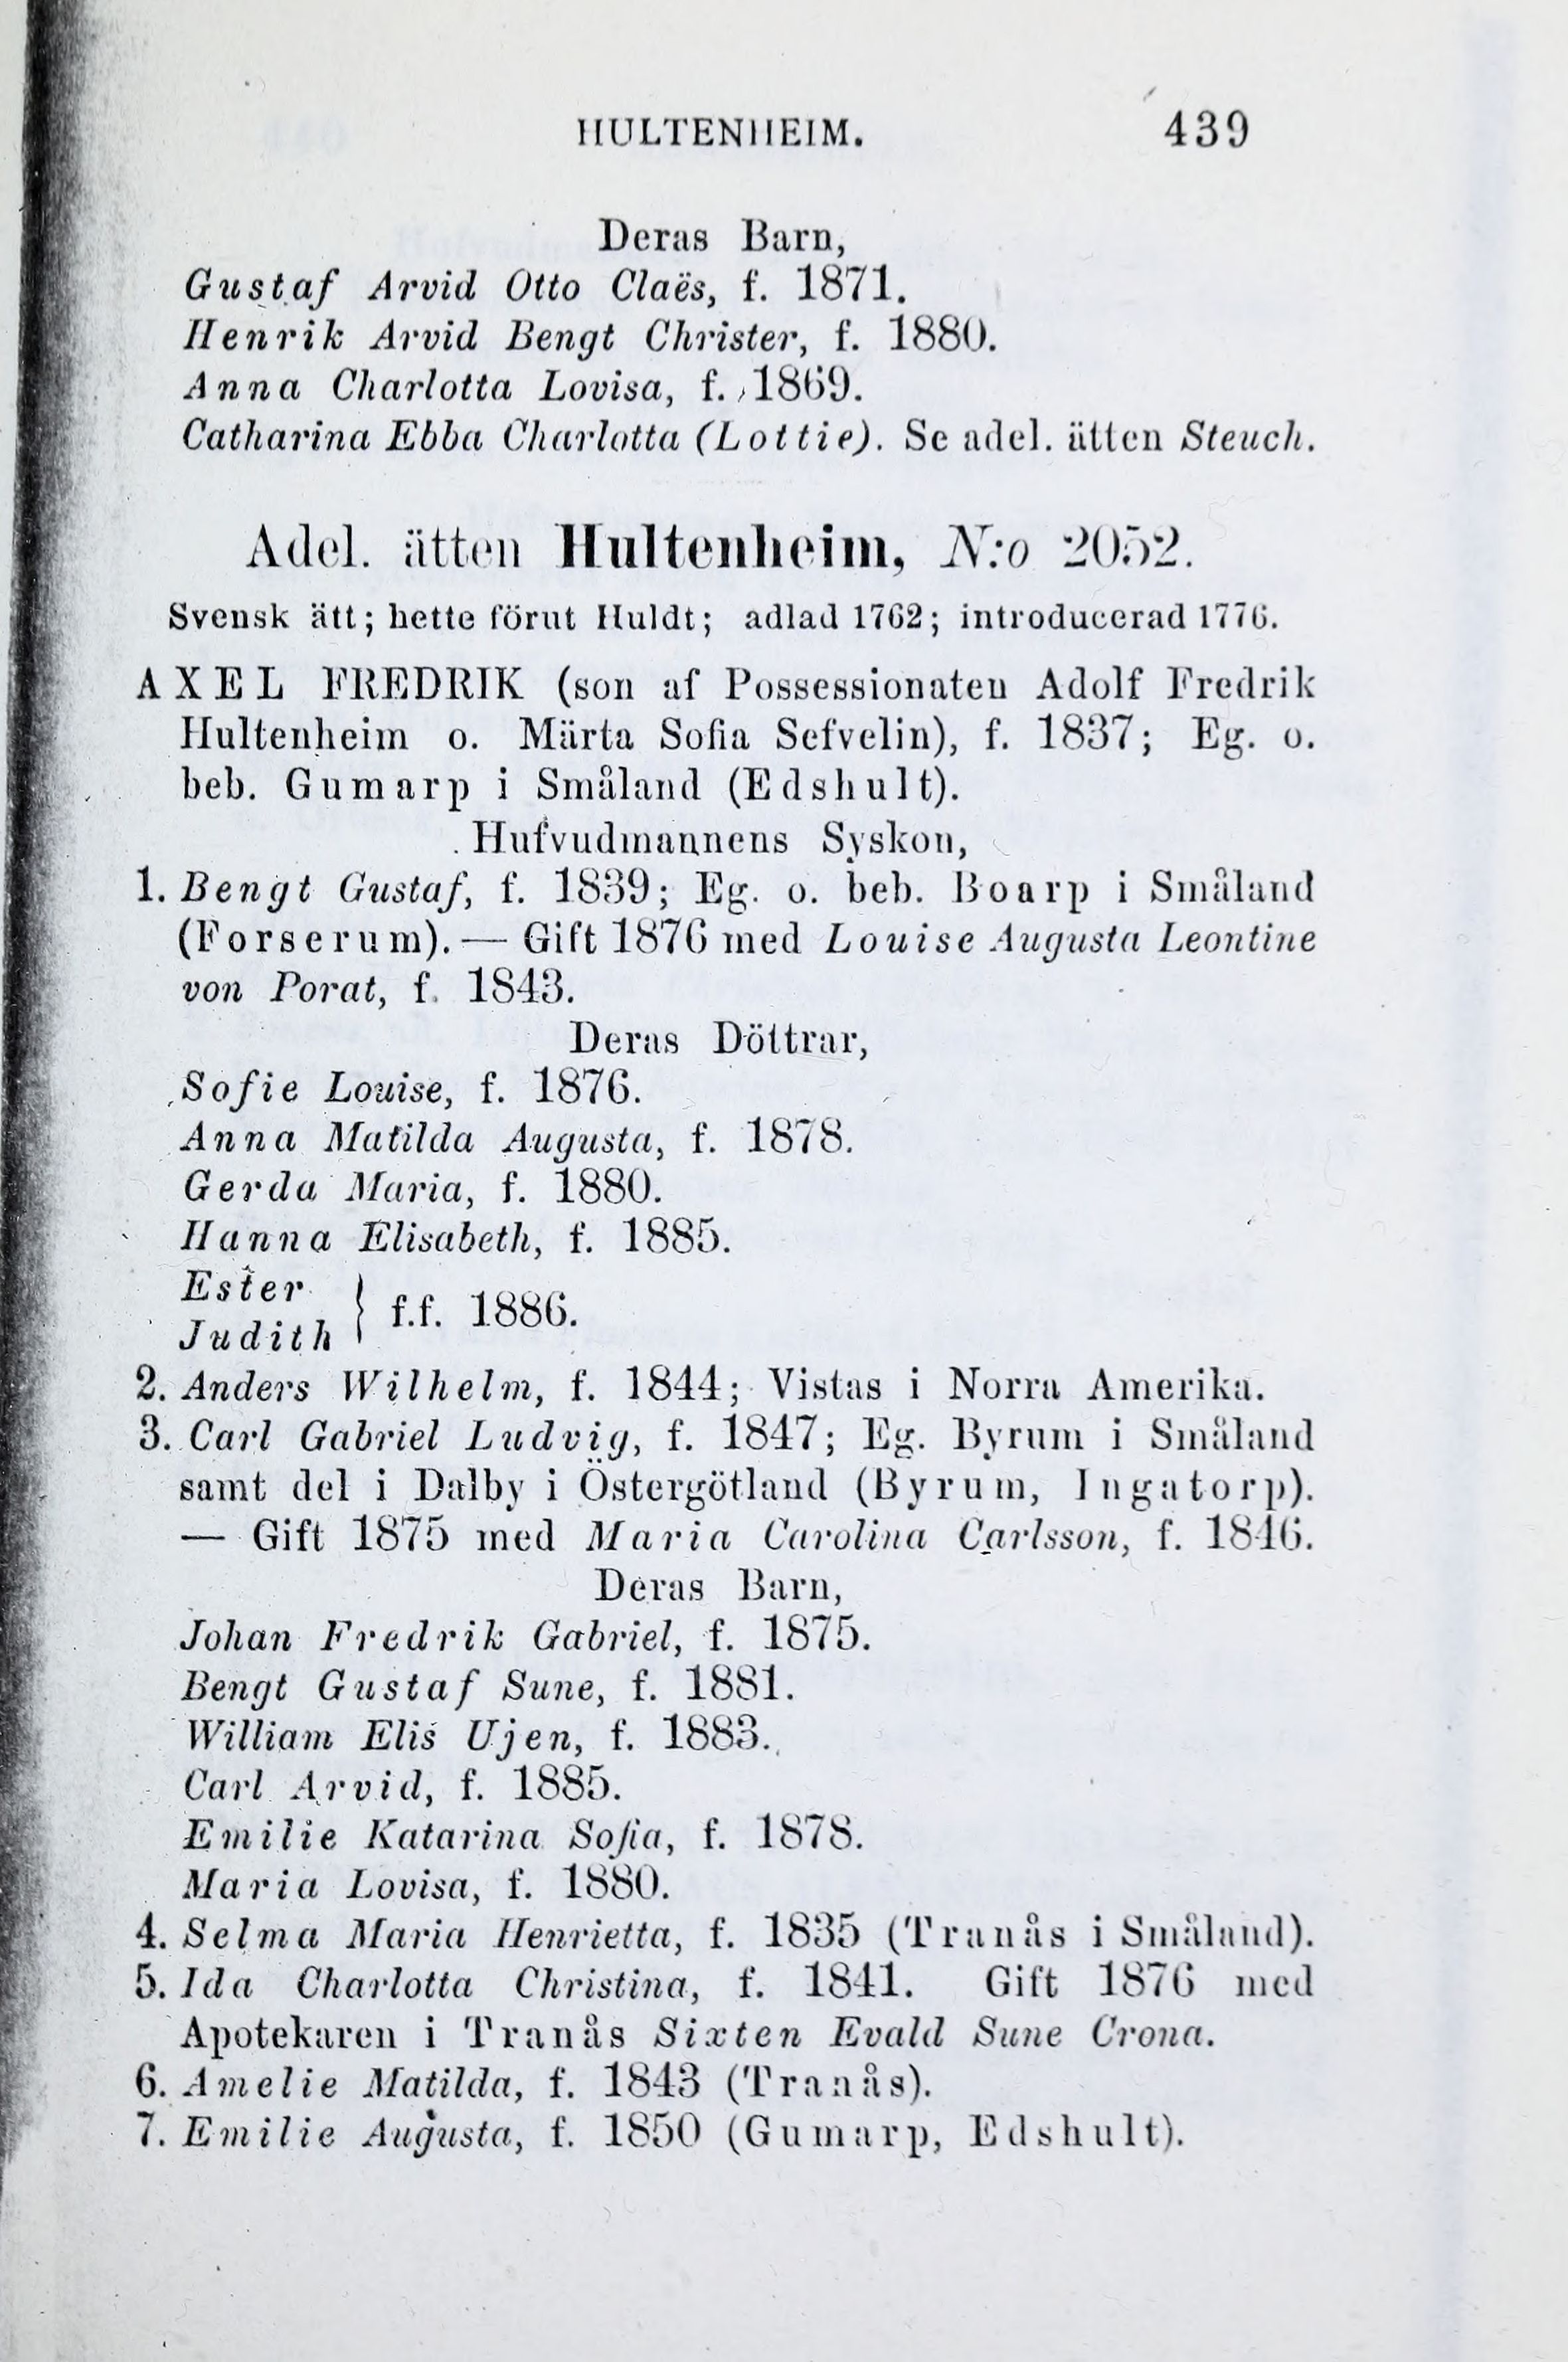 HULTENHEIM. 439
Deras Barn,
Gustaf Arvid Otto Claës, f. 1871.
Henrik Arvid Bengt Christer, f. 1880.
Anna Charlotta Lovisa, f. 1869.
Catharina Ebba Charlotta (Lottie). Se adel. ätten Steuch.
Adel. ätten Hultenheim, N:o 2052.
Svensk ätt; hette förut Huldt; adlad 1762; introducerad 1776.
AXEL FREDRIK (son af Possessionaten Adolf Fredrik
Hultenheim o. Märta Sofia Sefvelin), f. 1837; Eg. o.
beb. Gumarp i Småland (Edshult).
Hufvudmannens Syskon,
1. Bengt Gustaf, f. 1839; Eg. o. beb. Boarp i Småland
(Forserum). — Gift 1876 med Louise Augusta Leontine
von Porat, f. 1843.
Deras Döttrar,
Sofie Louise, f. 1876.
Anna Matilda Augusta, f. 1878.
Gerda Maria, f. 1880.
Hanna Elisabeth, f. 1885.
Ester
} f.f. 1886.
Judith
2. Anders Wilhelm, f. 1844; Vistas i Norra Amerika.
3. Carl Gabriel Ludvig, f. 1847; Eg. Byrum i Småland
samt del i Dalby i Östergötland (Byrum, Ingatorp).
— Gift 1875 med Maria Carolina Carlsson, f. 1846.
Deras Barn,
Johan Fredrik Gabriel, f. 1875.
Bengt Gustaf Sune, f. 1881.
William Elis Ujen, f. 1883.
Carl Arvid, f. 1885.
Emilie Katarina Sofia, f. 1878.
Maria Lovisa, f. 1880.
4. Selma Maria Henrietta, f. 1835 (Tranås i Småland).
5. Ida Charlotta Christina, f. 1841. Gift 1876 med
Apotekaren i Tranås Sixten Evald Sune Crona.
6. Amelie Matilda, f. 1843 (Tranås).
7. Emilie Augusta, f. 1850 (Gumarp, Edshult).